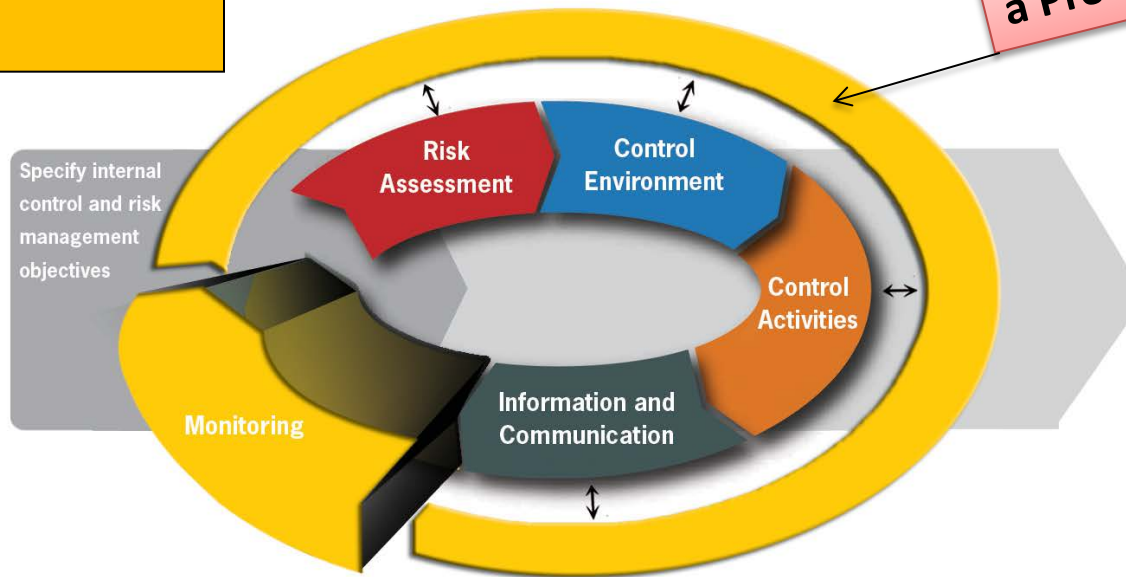 Specify internal
control and risk
management
objectives
Risk
Assessment
Control
Environment
Control
Activities
Information and
Communication
Monitoring
a